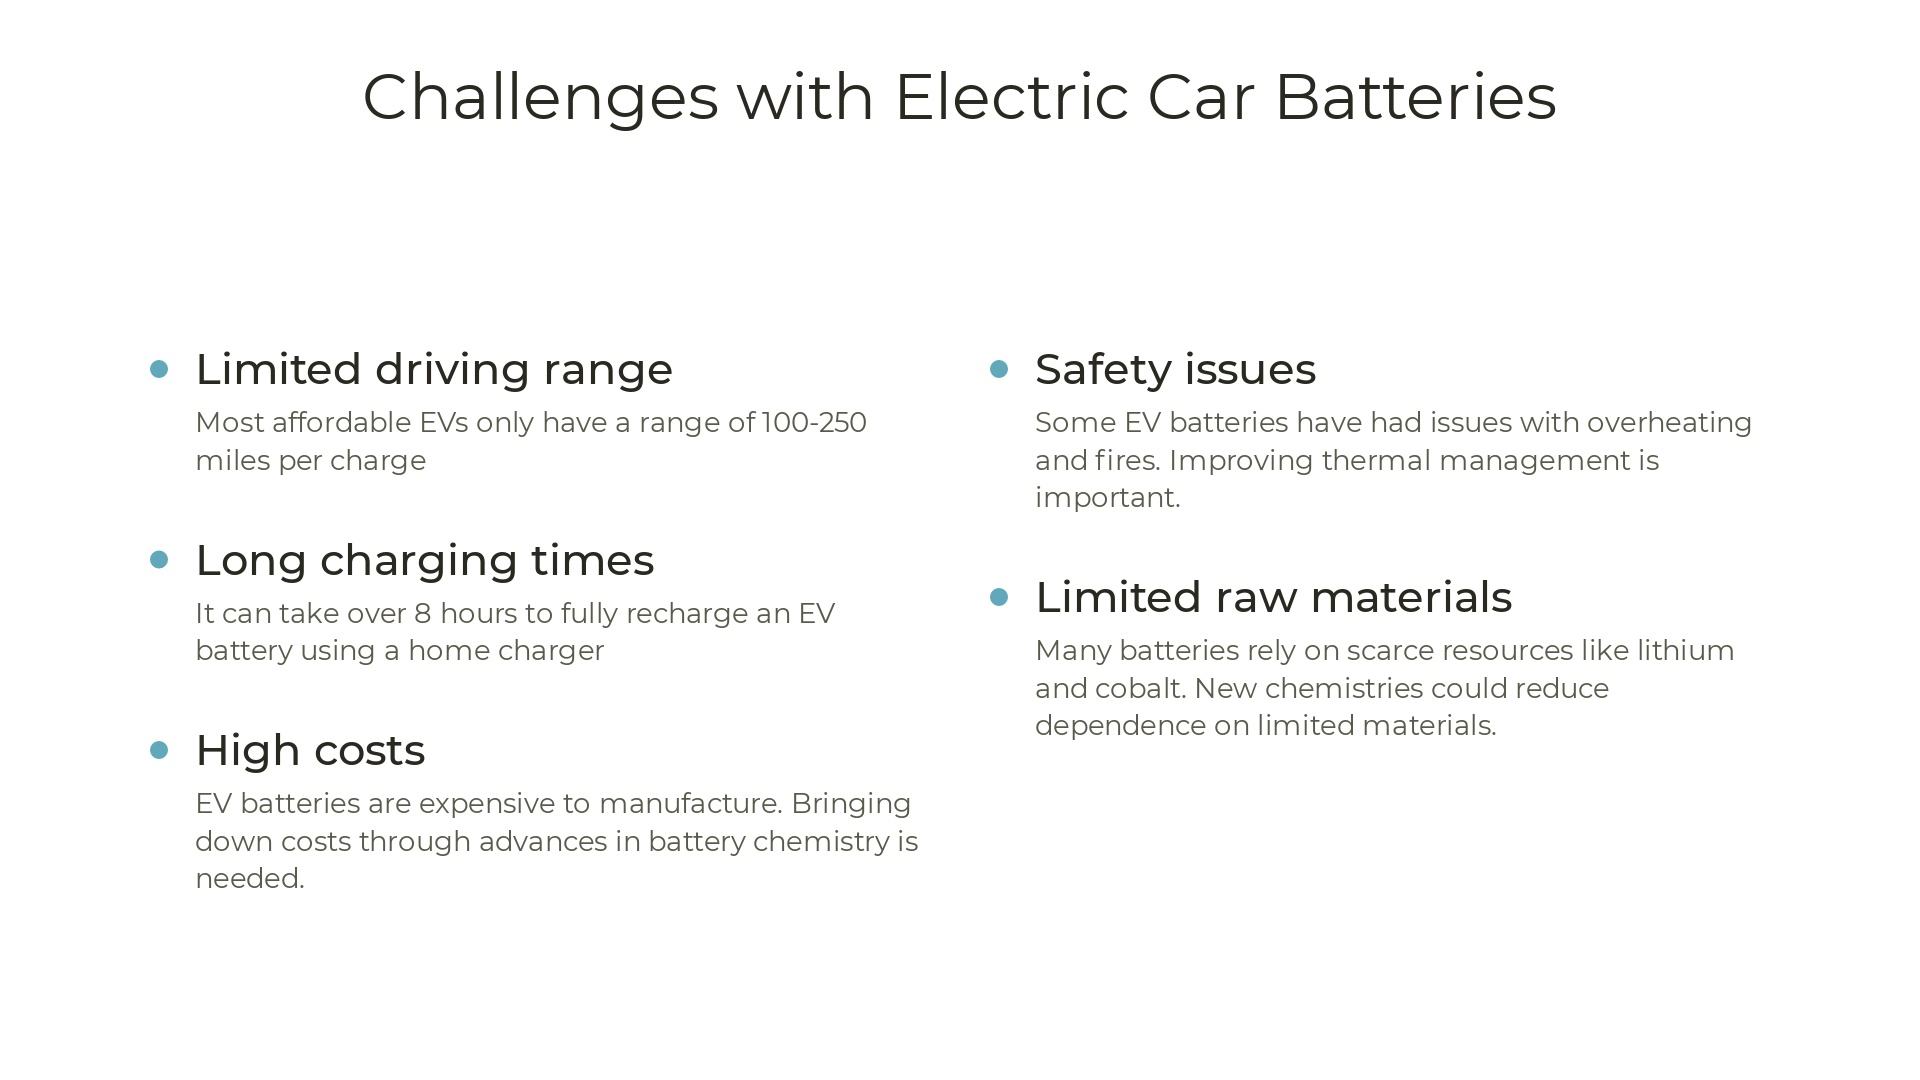 Challenges with Electric Car Batteries
Limited driving range
Most affordable EVs only have a range of 100-250
miles per charge
Long charging times
It can take over 8 hours to fully recharge an EV
battery using a home charger
High costs
EV batteries are expensive to manufacture. Bringing
down costs through advances in battery chemistry is
needed.
Safety issues
Some EV batteries have had issues with overheating
and fires. Improving thermal management is
important.
Limited raw materials
Many batteries rely on scarce resources like lithium
and cobalt. New chemistries could reduce
dependence on limited materials.